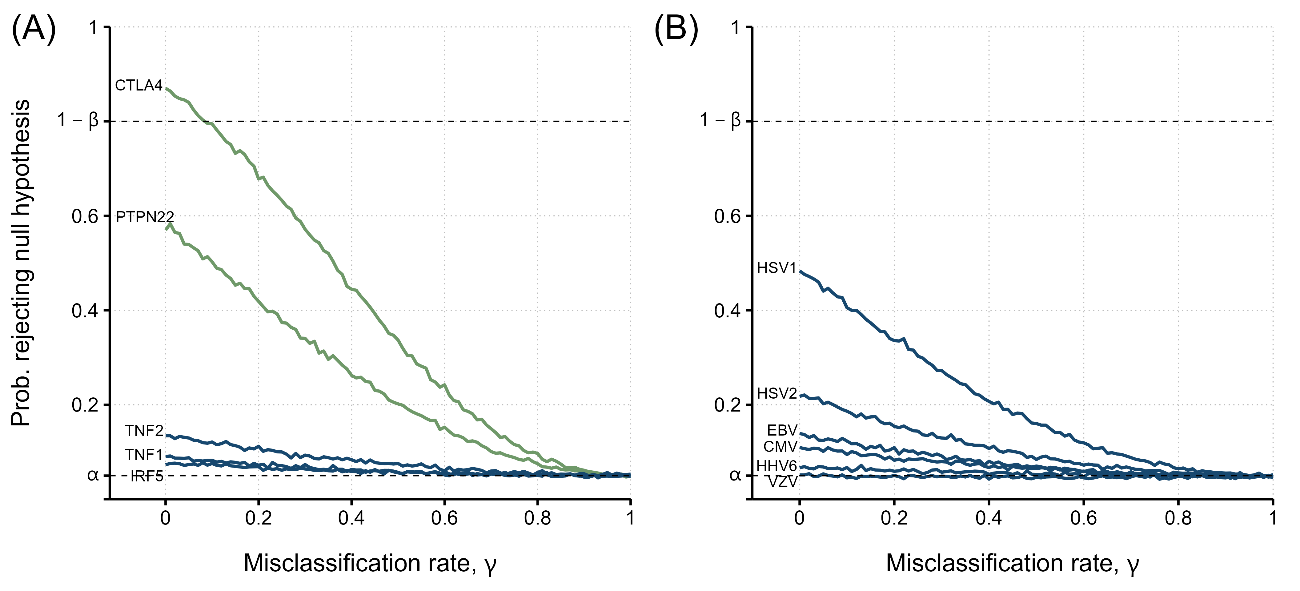 (A)
Prob. rejecting null hypothesis
1
1 − β
0.6
0.4
0.2
α
CTLA4
PTPN22
TNF2
TNF1
IRF5
0 0.2 0.4 0.6 0.8 1
Misclassification rate, γ
(B)
1
1 − β
0.6
0.4
0.2
α
HSV1
HSV2
EBV
CMV
HHV6
VZV
0 0.2 0.4 0.6 0.8 1
Misclassification rate, γ